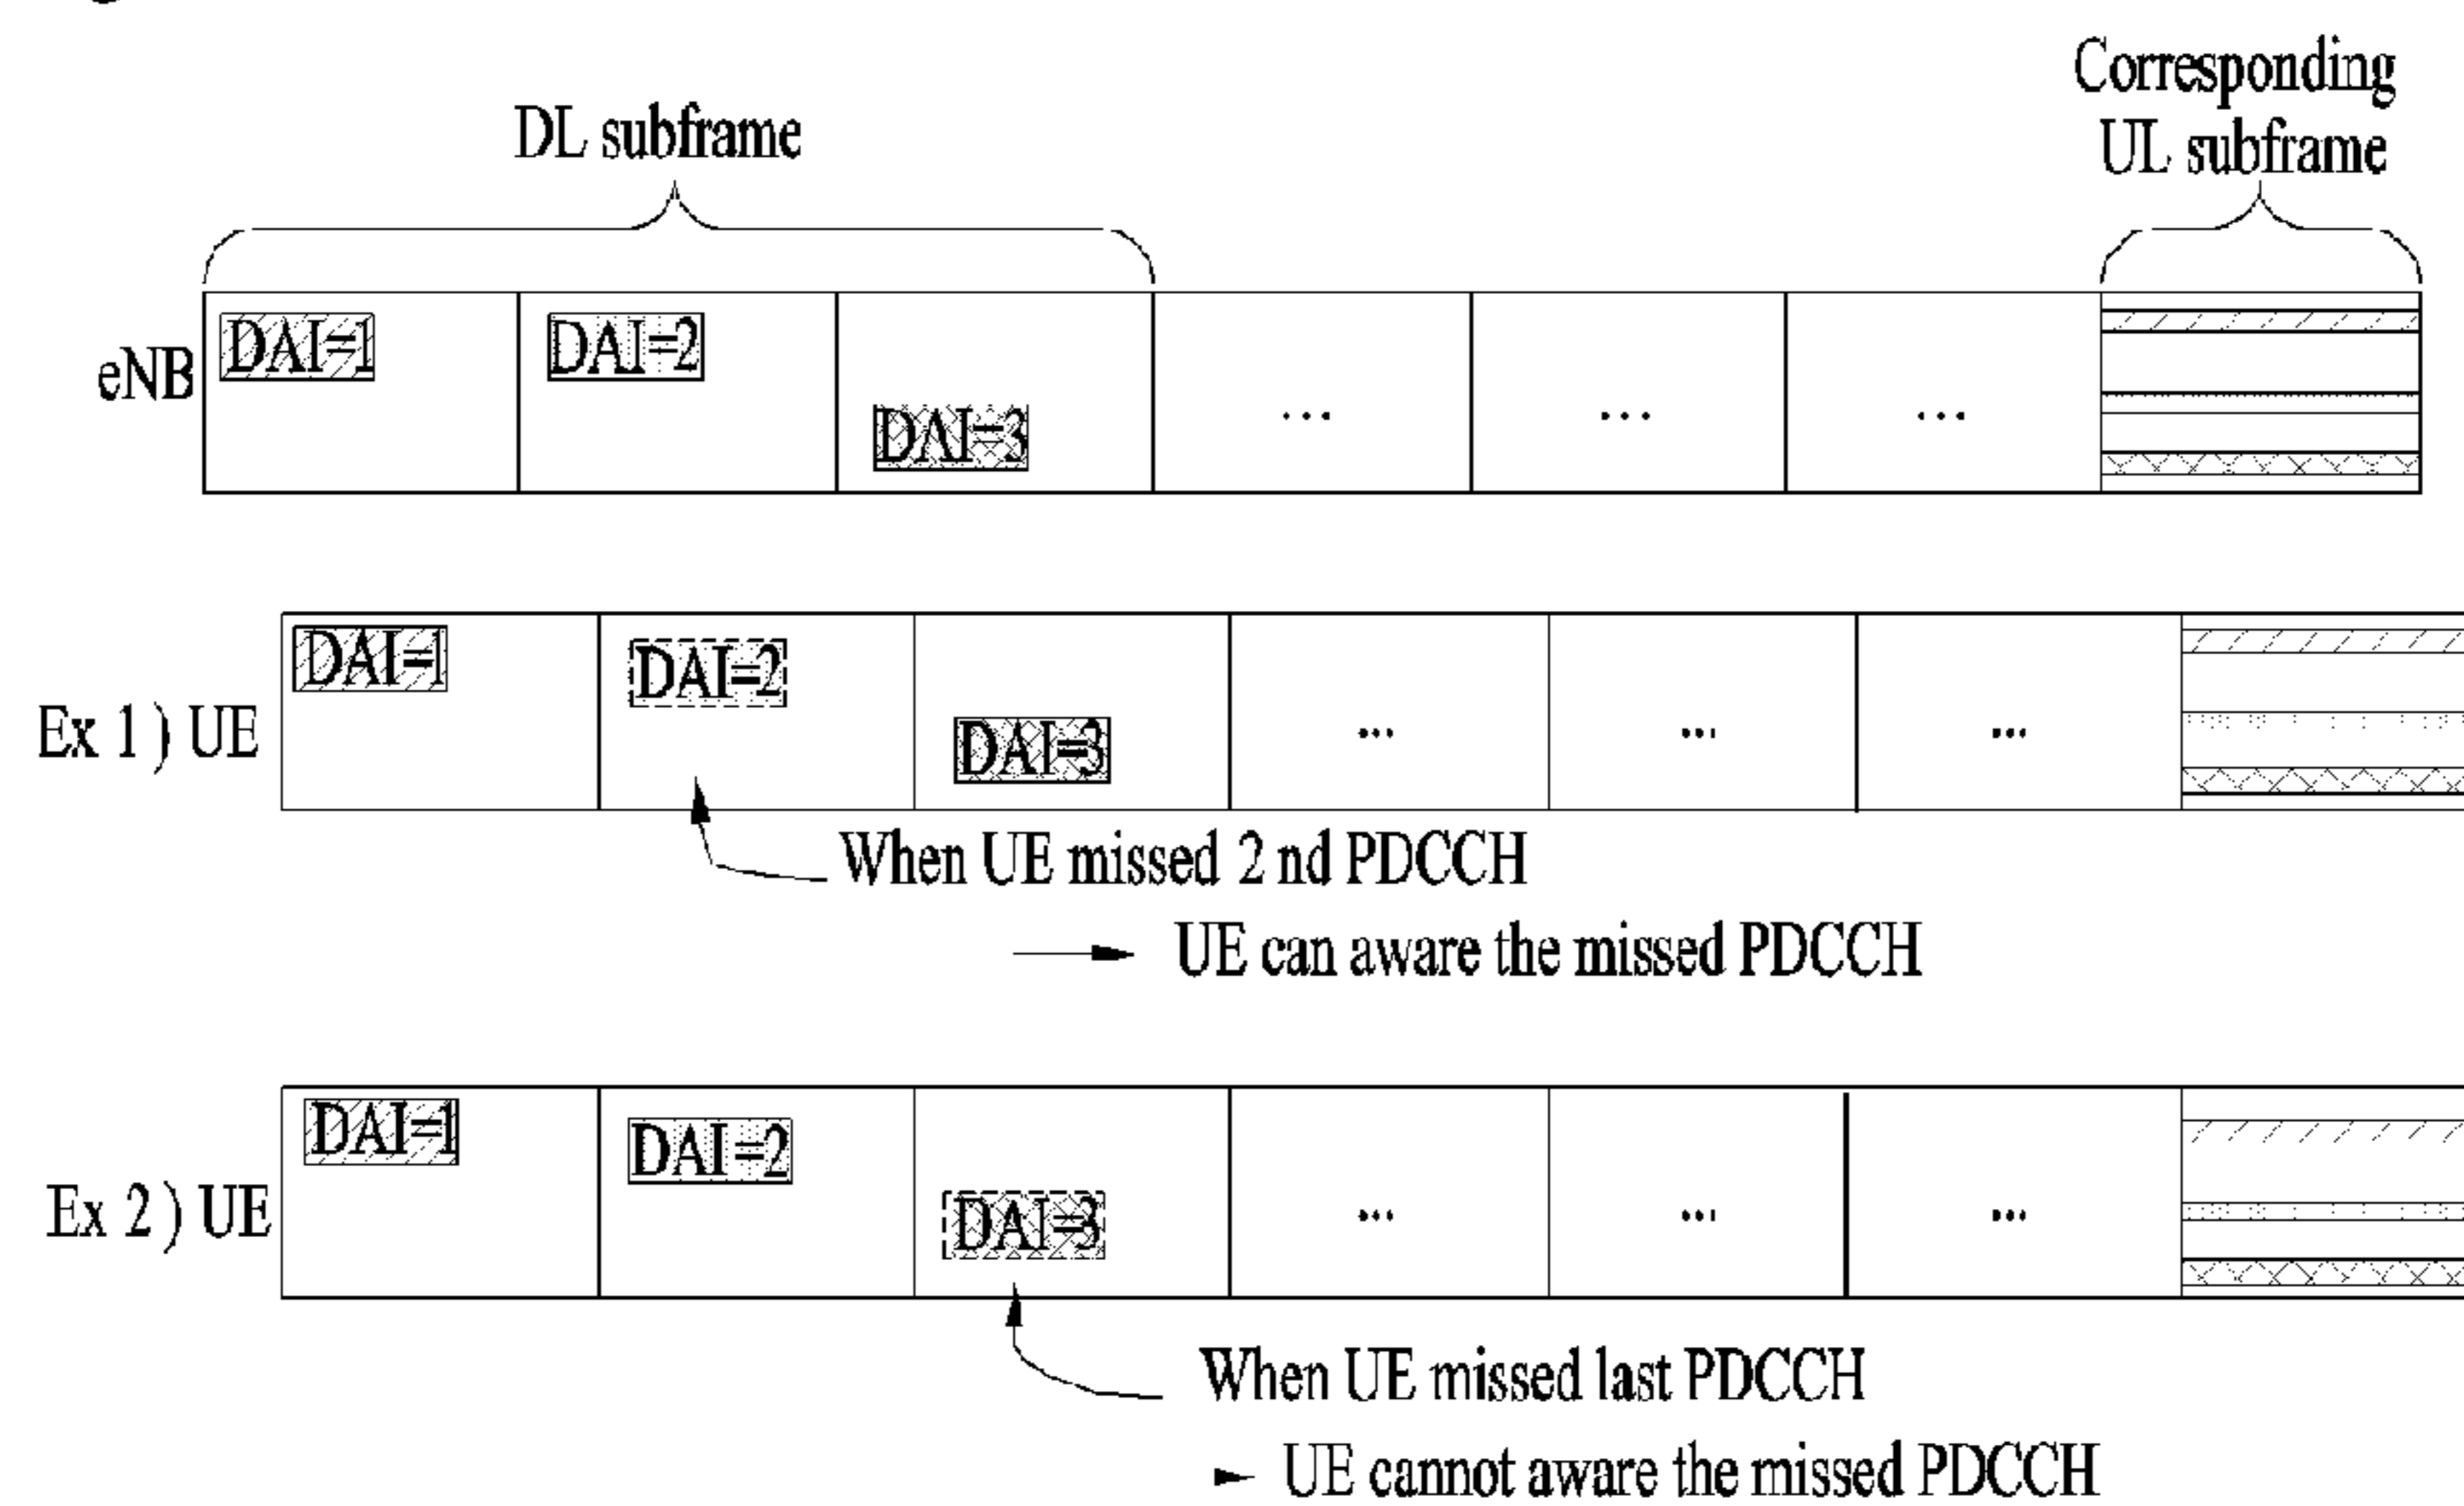 Corresponding
DL subframe
UL subframe
eNB DAI=1 DAI=2 DAI=3 ... ... ...
Ex 1 ) UE DAI=1 DAI=2 DAI=3 ... ... ...
When UE missed 2 nd PDCCH
UE can aware the missed PDCCH
Ex 2 ) UE DAI=1 DAI=2 DAI=3 ... ... ...
When UE missed last PDCCH
UE cannot aware the missed PDCCH